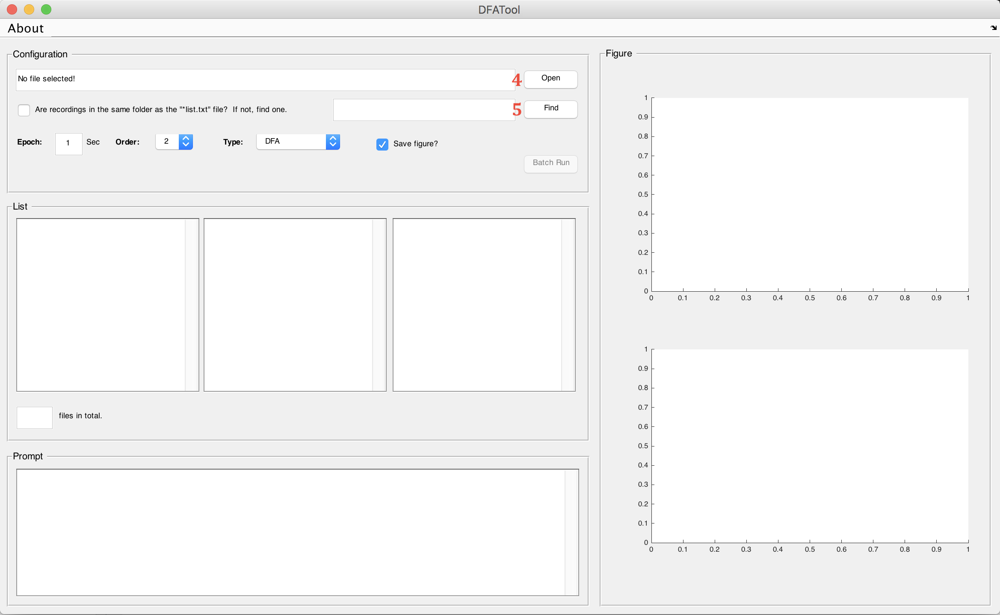 DFATool
About
Configuration
No file selected!
4 Open
Are recordings in the same folder as the "*list.txt" file?  If not, find one.
5 Find
Epoch: 1 Sec Order: 2 Type: DFA Save figure?
Batch Run
List
files in total.
Prompt
Figure
1
0.9
0.8
0.7
0.6
0.5
0.4
0.3
0.2
0.1
0
0 0.1 0.2 0.3 0.4 0.5 0.6 0.7 0.8 0.9 1
1
0.9
0.8
0.7
0.6
0.5
0.4
0.3
0.2
0.1
0
0 0.1 0.2 0.3 0.4 0.5 0.6 0.7 0.8 0.9 1